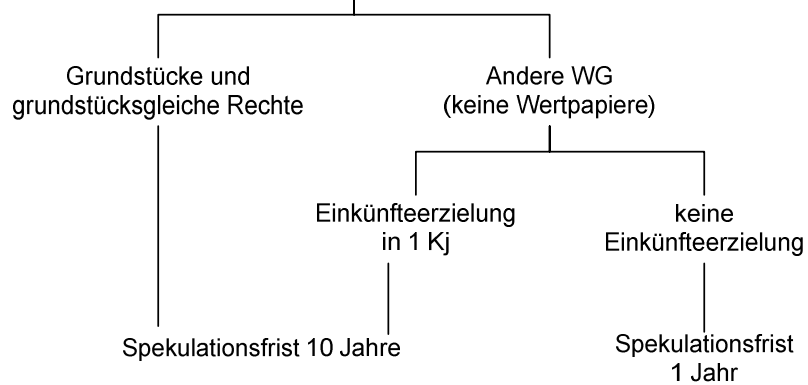 Grundstücke und
grundstücksgleiche Rechte
Andere WG
(keine Wertpapiere)
Einkünfteerzielung
in 1 Kj
keine
Einkünfteerzielung
Spekulationsfrist 10 Jahre
Spekulationsfrist
1 Jahr